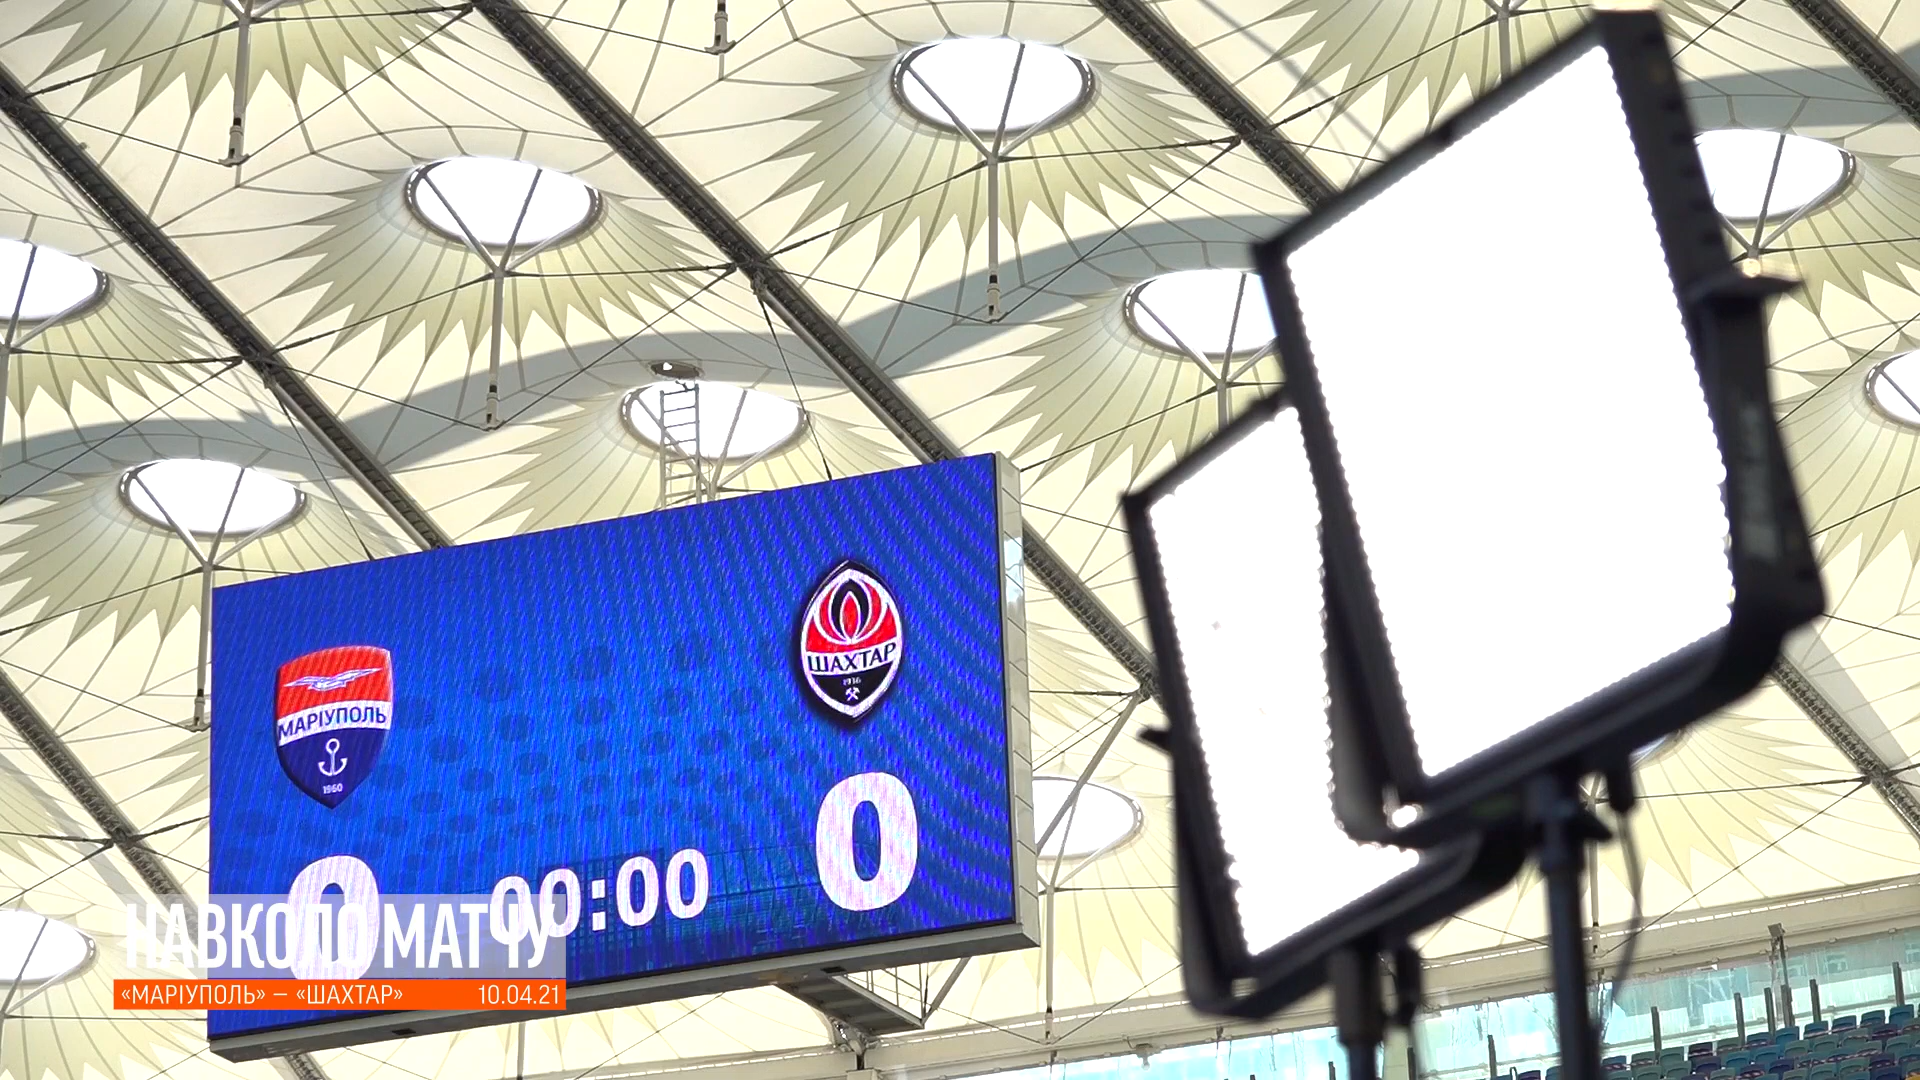 ШАХТАР
1936
МАРІУПОЛЬ
1960
0
00:00
0
НАВКОЛО МАТЧУ
«МАРІУПОЛЬ» – «ШАХТАР» 10.04.21